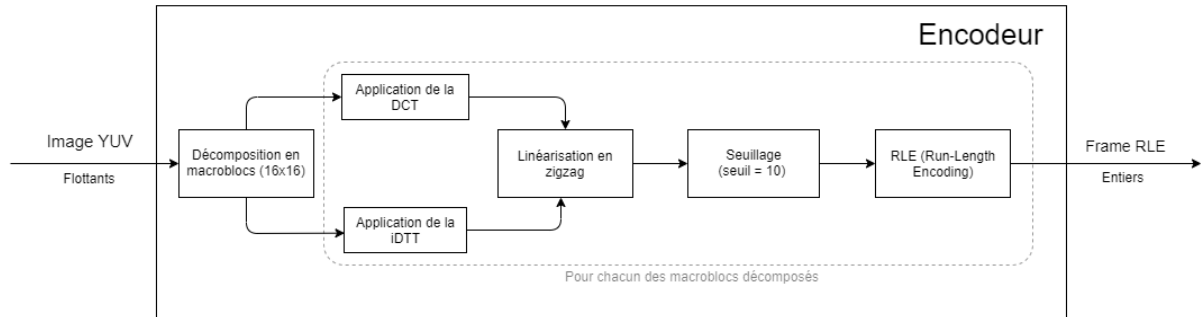 Encodeur
Image YUV
Flottants
Décomposition en
macroblocs (16x16)
Application de la
DCT
Application de la
iDTT
Linéarisation en
zigzag
Seuillage
(seuil = 10)
RLE (Run-Length
Encoding)
Frame RLE
Entiers
Pour chacun des macroblocs décomposés